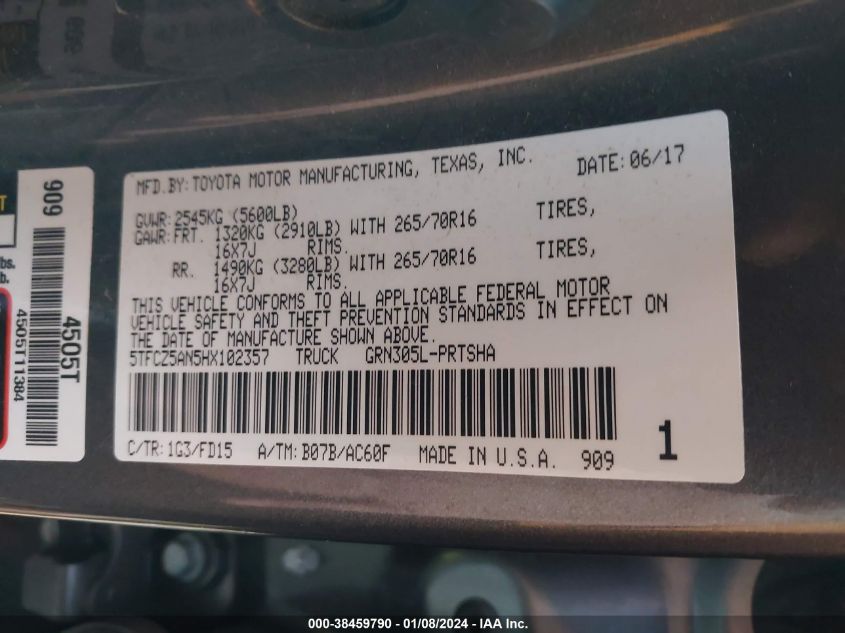 MFD.BY: TOYOTA MOTOR MANUFACTURING, TEXAS, INC. DATE: 06/17
GVWR: 2545KG (5600LB)
GAWR: FRT. 1320KG (2910LB) WITH 265/70R16 TIRES,
16X7J RIMS.
RR. 1490KG (3280LB) WITH 265/70R16 TIRES,
16X7J RIMS.
THIS VEHICLE CONFORMS TO ALL APPLICABLE FEDERAL MOTOR
VEHICLE SAFETY AND THEFT PREVENTION STANDARDS IN EFFECT ON
THE DATE OF MANUFACTURE SHOWN ABOVE.
5TFCZ5AN5HX102357 TRUCK GRN305L-PRTSHA
C/TR: 1G3/FD15 A/TM: B07B/AC60F MADE IN U.S.A. 909
1
909
4505T
4505T11384
lbs.
b.
000-38459790 - 01/08/2024 - IAA Inc.